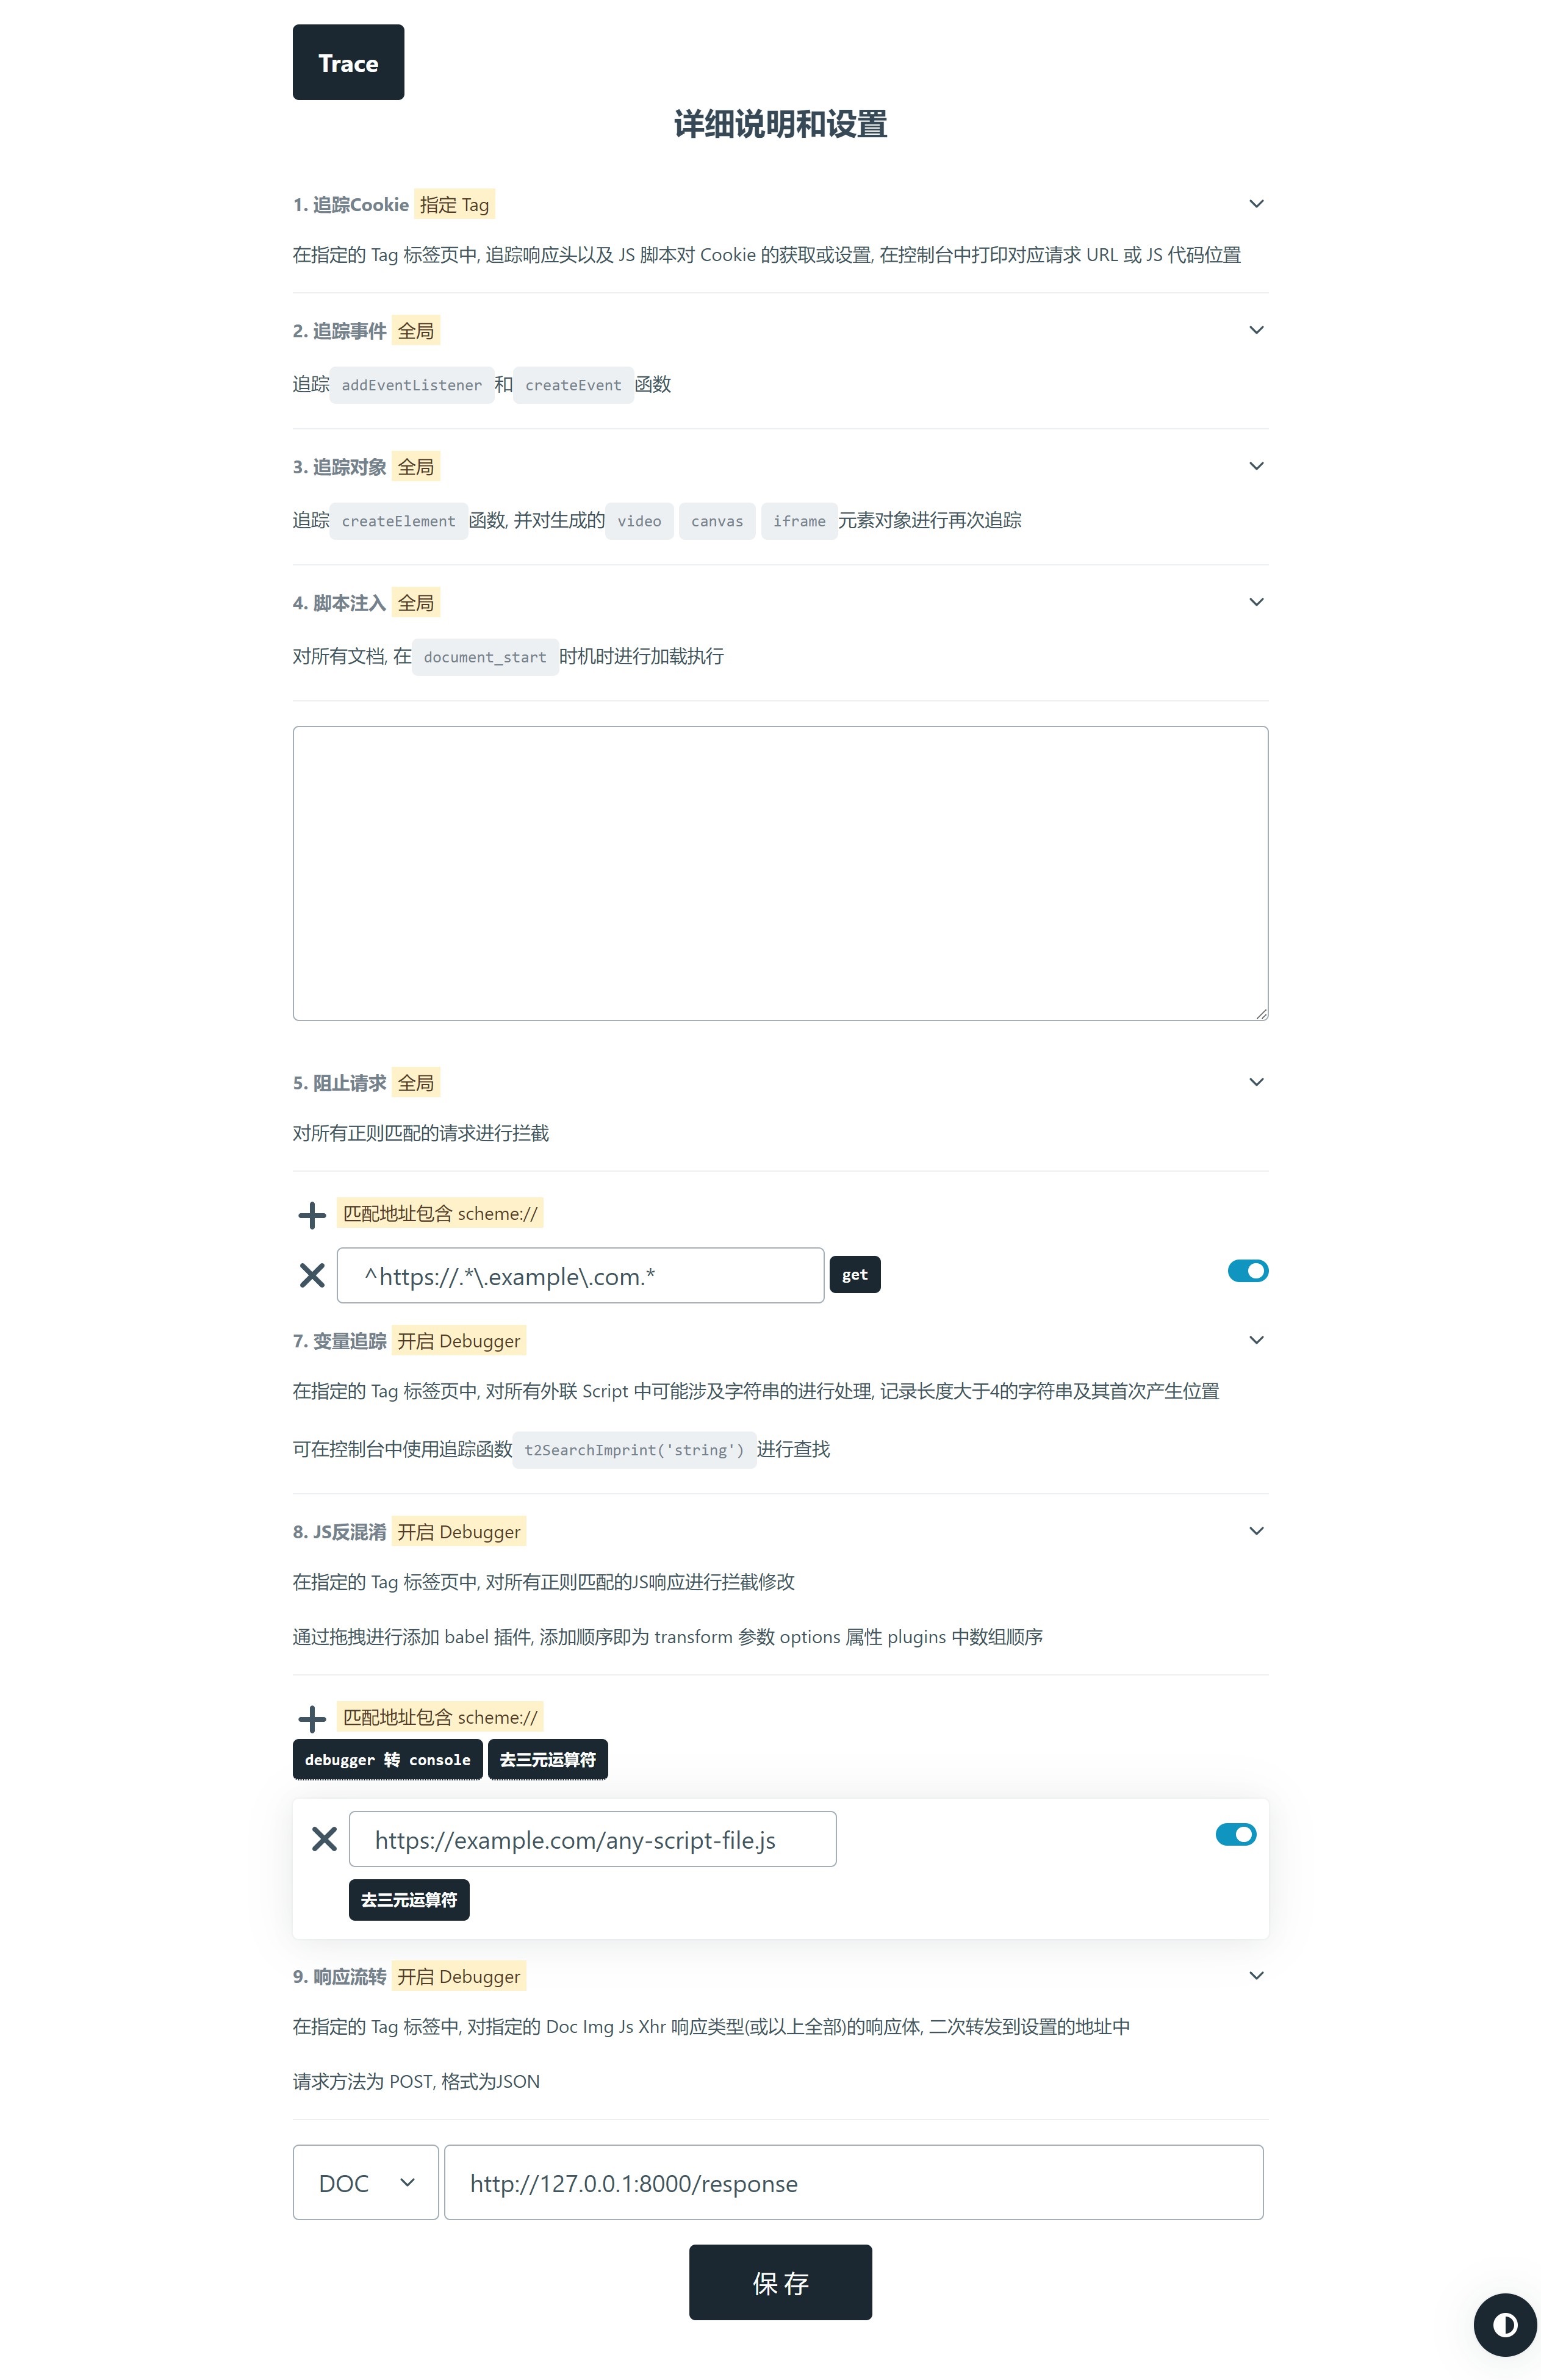 Trace
详细说明和设置
1. 追踪Cookie 指定 Tag
在指定的 Tag 标签页中, 追踪响应头以及 JS 脚本对 Cookie 的获取或设置, 在控制台中打印对应请求 URL 或 JS 代码位置
2. 追踪事件 全局
追踪 addEventListener 和 createEvent 函数
3. 追踪对象 全局
追踪 createElement 函数, 并对生成的 video canvas iframe 元素对象进行再次追踪
4. 脚本注入 全局
对所有文档, 在 document_start 时机时进行加载执行
5. 阻止请求 全局
对所有正则匹配的请求进行拦截
匹配地址包含 scheme://
^https://.*\.example\.com.* get
7. 变量追踪 开启 Debugger
在指定的 Tag 标签页中, 对所有外联 Script 中可能涉及字符串的进行处理, 记录长度大于4的字符串及其首次产生位置
可在控制台中使用追踪函数 t2SearchImprint('string') 进行查找
8. JS反混淆 开启 Debugger
在指定的 Tag 标签页中, 对所有正则匹配的JS响应进行拦截修改
通过拖拽进行添加 babel 插件, 添加顺序即为 transform 参数 options 属性 plugins 中数组顺序
匹配地址包含 scheme://
debugger 转 console 去三元运算符
https://example.com/any-script-file.js
去三元运算符
9. 响应流转 开启 Debugger
在指定的 Tag 标签中, 对指定的 Doc Img Js Xhr 响应类型(或以上全部)的响应体, 二次转发到设置的地址中
请求方法为 POST, 格式为JSON
DOC http://127.0.0.1:8000/response
保 存